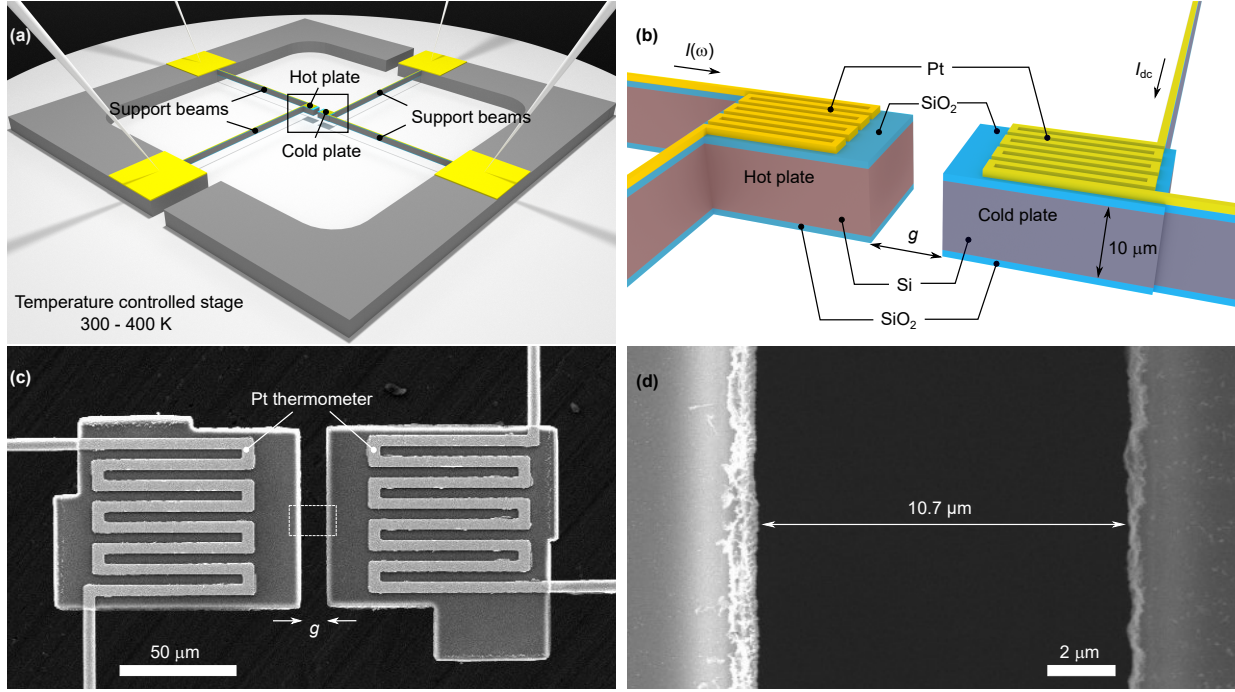 (a)
Hot plate
Support beams
Support beams
Cold plate
Temperature controlled stage
300 - 400 K
(b)
I(ω)
Pt
SiO₂
I_dc
Hot plate
Cold plate
g
10 μm
Si
SiO₂
(c)
Pt thermometer
g
50 μm
(d)
10.7 μm
2 μm